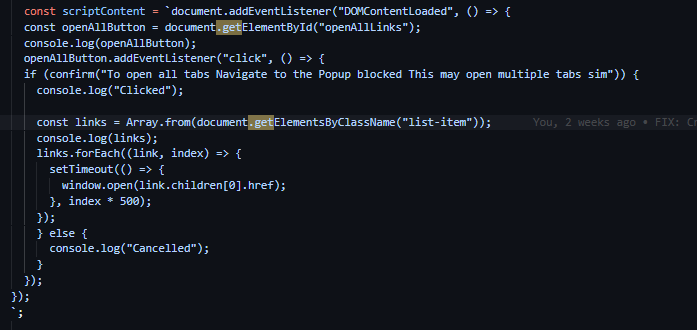 const scriptContent = `document.addEventListener("DOMContentLoaded", () => {
const openAllButton = document.getElementById("openAllLinks");
console.log(openAllButton);
openAllButton.addEventListener("click", () => {
if (confirm("To open all tabs Navigate to the Popup blocked This may open multiple tabs sim")) {
console.log("Clicked");
const links = Array.from(document.getElementsByClassName("list-item")); You, 2 weeks ago • FIX: Cr
console.log(links);
links.forEach((link, index) => {
setTimeout(() => {
window.open(link.children[0].href);
}, index * 500);
});
} else {
console.log("Cancelled");
}
});
});
`;